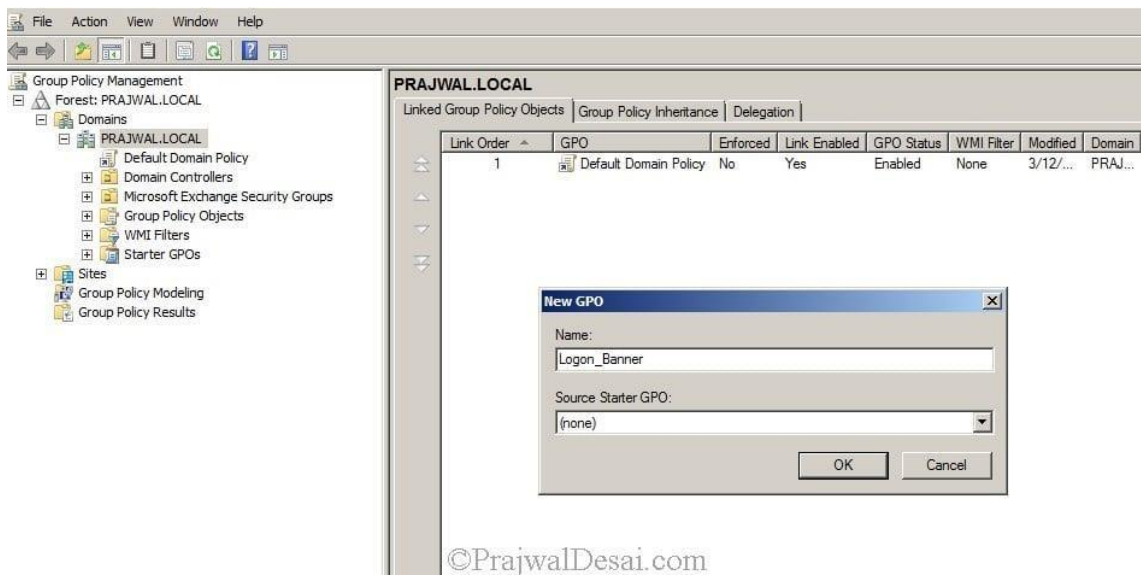 File Action View Window Help
Group Policy Management
Forest: PRAJWAL.LOCAL
Domains
PRAJWAL.LOCAL
Default Domain Policy
Domain Controllers
Microsoft Exchange Security Groups
Group Policy Objects
WMI Filters
Starter GPOs
Sites
Group Policy Modeling
Group Policy Results
PRAJWAL.LOCAL
Linked Group Policy Objects Group Policy Inheritance Delegation
Link Order GPO Enforced Link Enabled GPO Status WMI Filter Modified Domain
1 Default Domain Policy No Yes Enabled None 3/12/... PRAJ...
New GPO
Name:
Logon_Banner
Source Starter GPO:
(none)
OK Cancel
©PrajwalDesai.com